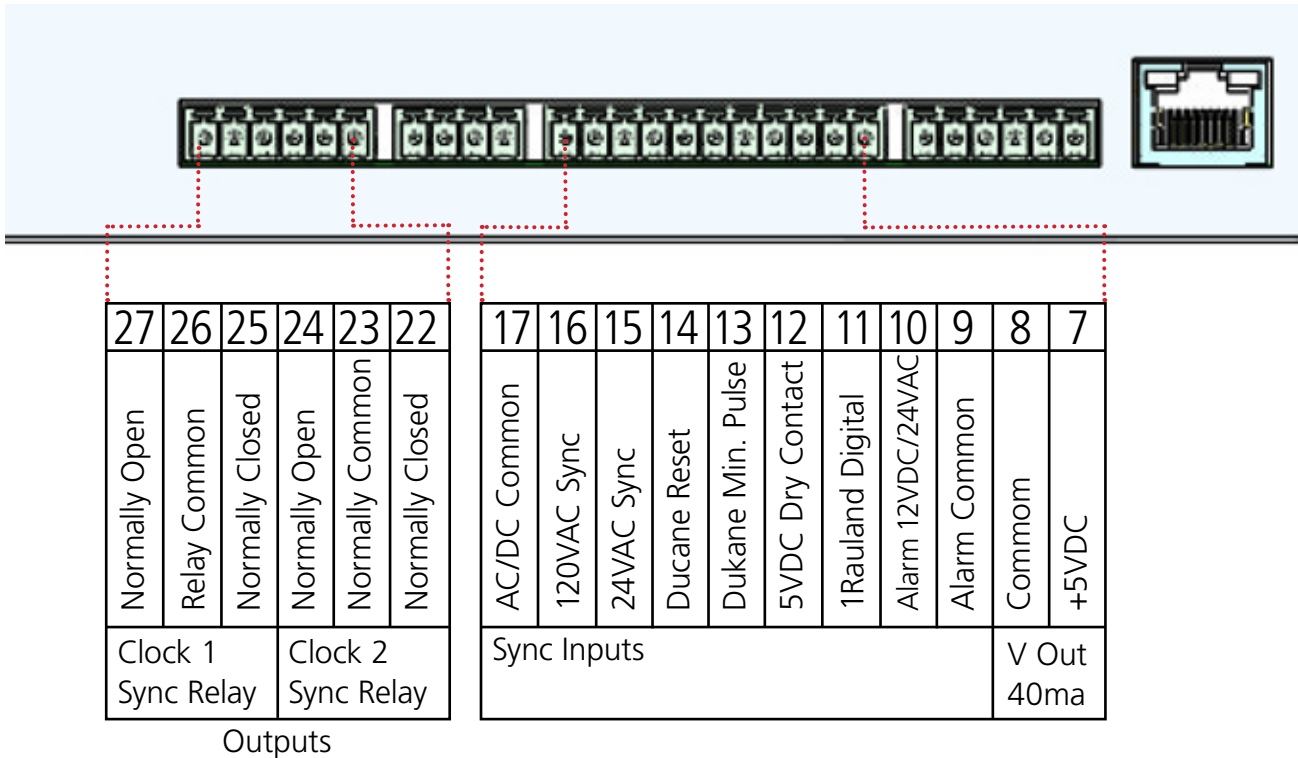 27 26 25 24 23 22
Normally Open
Relay Common
Normally Closed
Normally Open
Normally Common
Normally Closed
Clock 1
Sync Relay
Clock 2
Sync Relay
Outputs
17 16 15 14 13 12 11 10 9 8 7
AC/DC Common
120VAC Sync
24VAC Sync
Ducane Reset
Dukane Min. Pulse
5VDC Dry Contact
1Rauland Digital
Alarm 12VDC/24VAC
Alarm Common
Commom
+5VDC
Sync Inputs
V Out
40ma